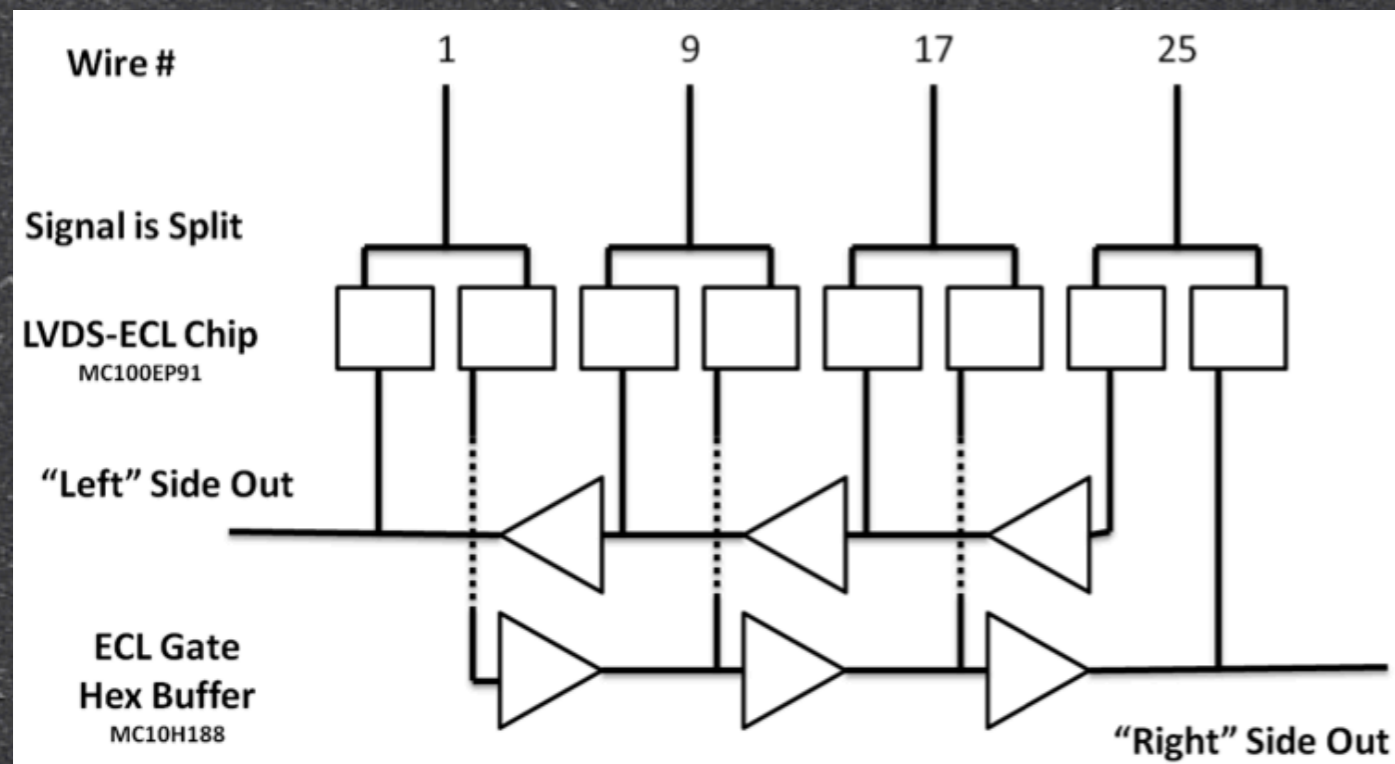 Wire #
1
9
17
25
Signal is Split
LVDS-ECL Chip
MC100EP91
“Left” Side Out
ECL Gate
Hex Buffer
MC10H188
“Right” Side Out